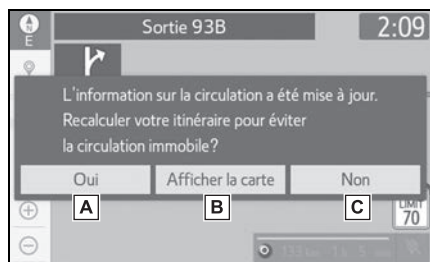 N
E
Sortie 93B
2:09
L'information sur la circulation a été mise à jour.
Recalculer votre itinéraire pour éviter
la circulation immobile?
Oui
Afficher la carte
Non
A
B
C
LIMIT
70